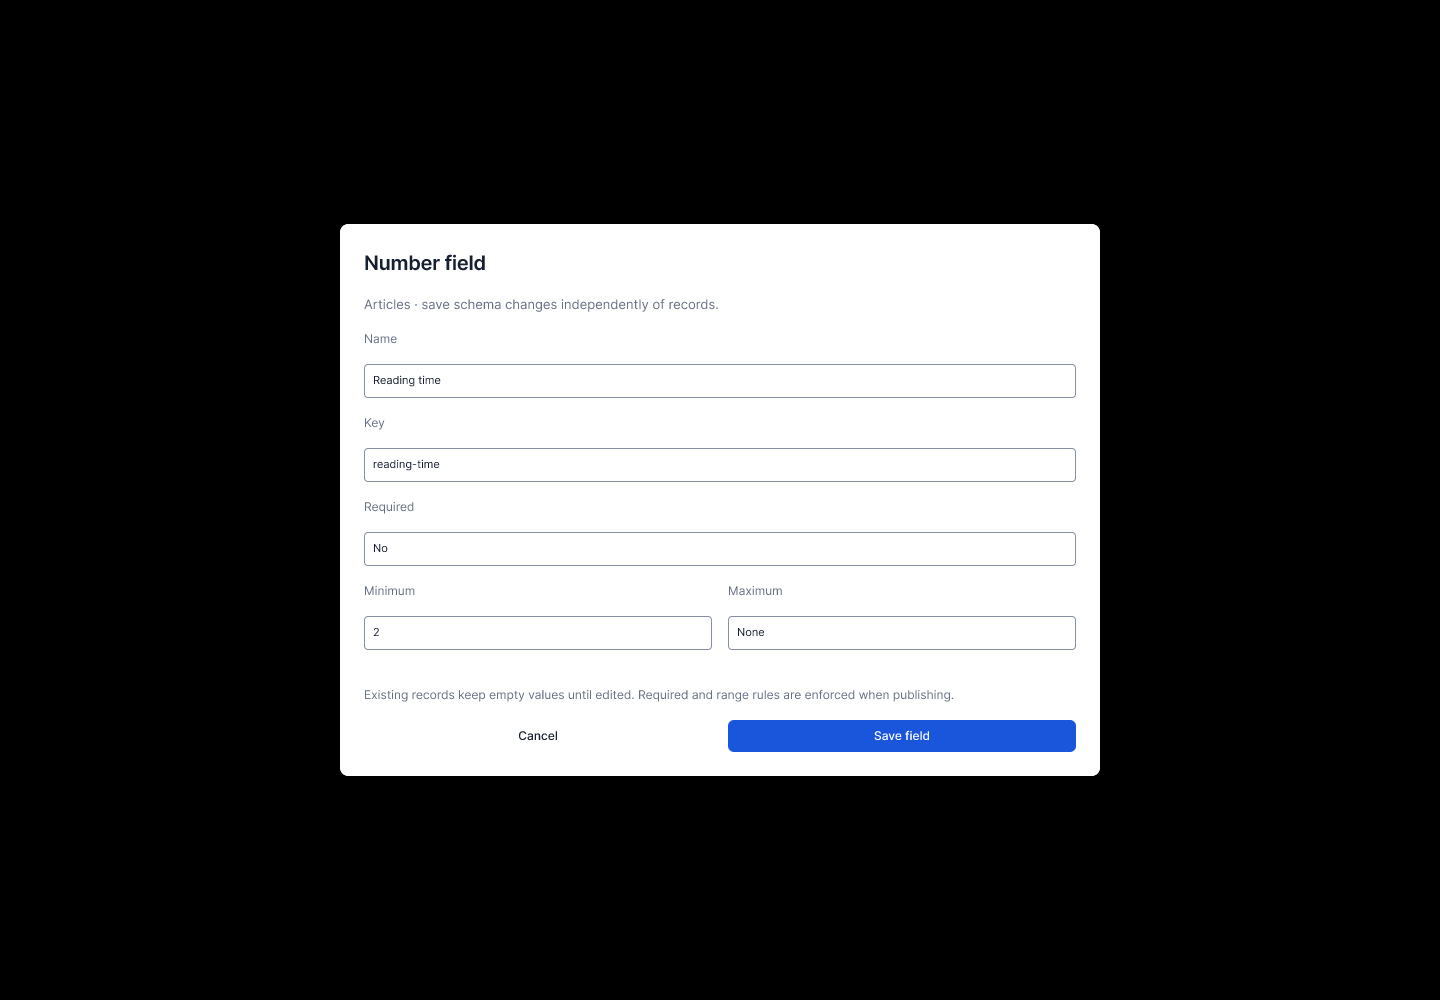 Number field
Articles · save schema changes independently of records.
Name
Reading time
Key
reading-time
Required
No
Minimum
Maximum
2
None
Existing records keep empty values until edited. Required and range rules are enforced when publishing.
Cancel
Save field